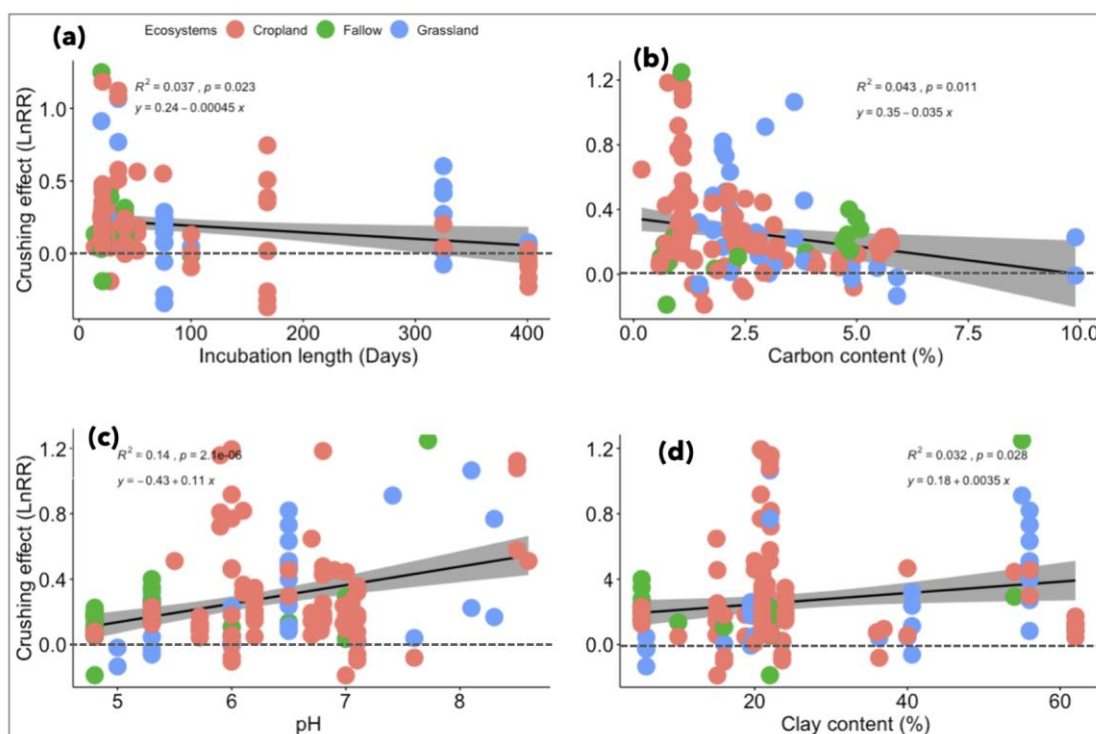 (a)
Ecosystems Cropland Fallow Grassland
R² = 0.037 , p = 0.023
y = 0.24 − 0.00045 x
Crushing effect (LnRR)
1.0
0.5
0.0
0
100
200
300
400
Incubation length (Days)
(b)
R² = 0.043 , p = 0.011
y = 0.35 − 0.035 x
1.2
0.8
0.4
0.0
0.0
2.5
5.0
7.5
10.0
Carbon content (%)
(c)
R² = 0.14 , p = 2.1e-06
y = − 0.43 + 0.11 x
Crushing effect (LnRR)
1.2
0.8
0.4
0.0
5
6
7
8
pH
(d)
R² = 0.032 , p = 0.028
y = 0.18 + 0.0035 x
1.2
0.8
4
0.0
20
40
60
Clay content (%)